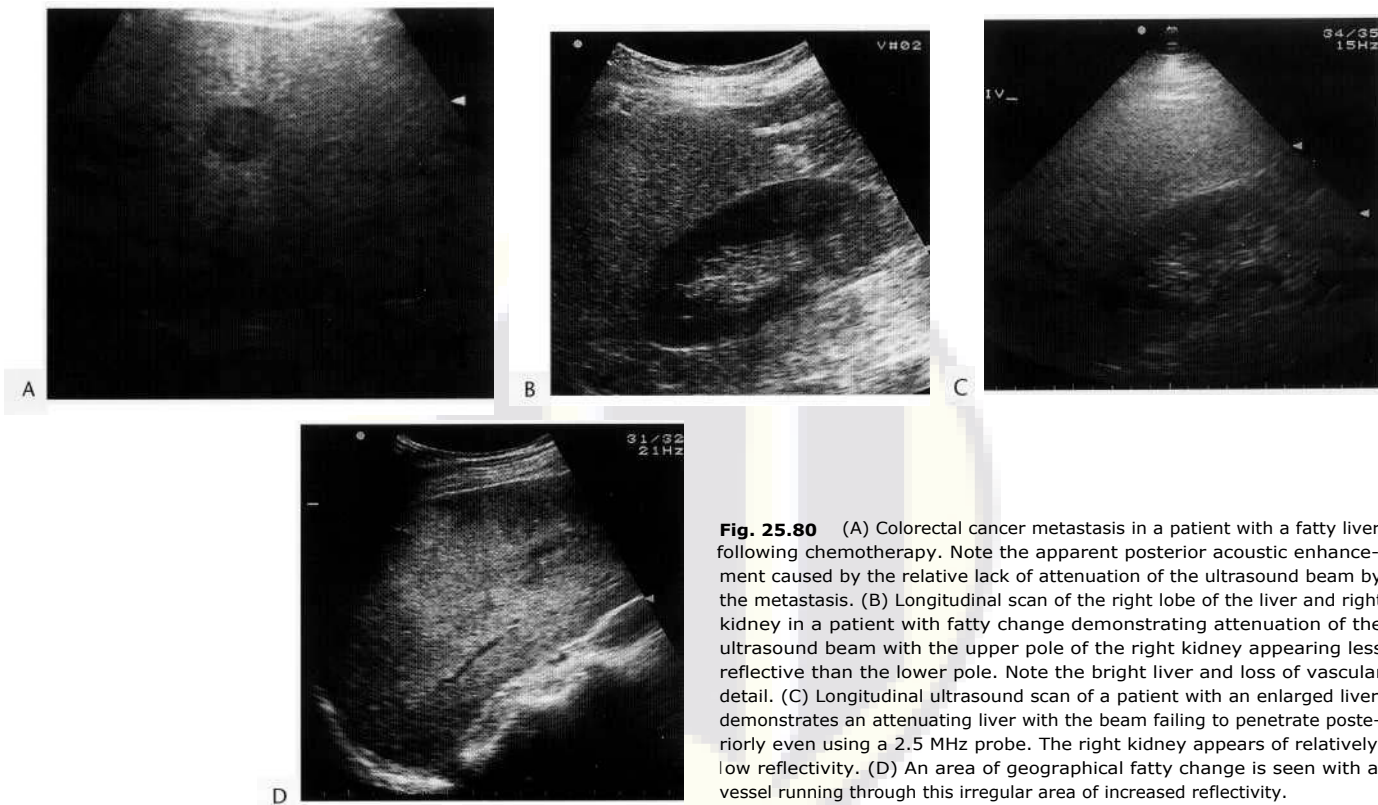 A
V#02
B
34/35
15Hz
IV_
C
31/32
21Hz
D
Fig. 25.80 (A) Colorectal cancer metastasis in a patient with a fatty liver
following chemotherapy. Note the apparent posterior acoustic enhance-
ment caused by the relative lack of attenuation of the ultrasound beam by
the metastasis. (B) Longitudinal scan of the right lobe of the liver and right
kidney in a patient with fatty change demonstrating attenuation of the
ultrasound beam with the upper pole of the right kidney appearing less
reflective than the lower pole. Note the bright liver and loss of vascular
detail. (C) Longitudinal ultrasound scan of a patient with an enlarged liver
demonstrates an attenuating liver with the beam failing to penetrate poste-
riorly even using a 2.5 MHz probe. The right kidney appears of relatively
low reflectivity. (D) An area of geographical fatty change is seen with a
vessel running through this irregular area of increased reflectivity.